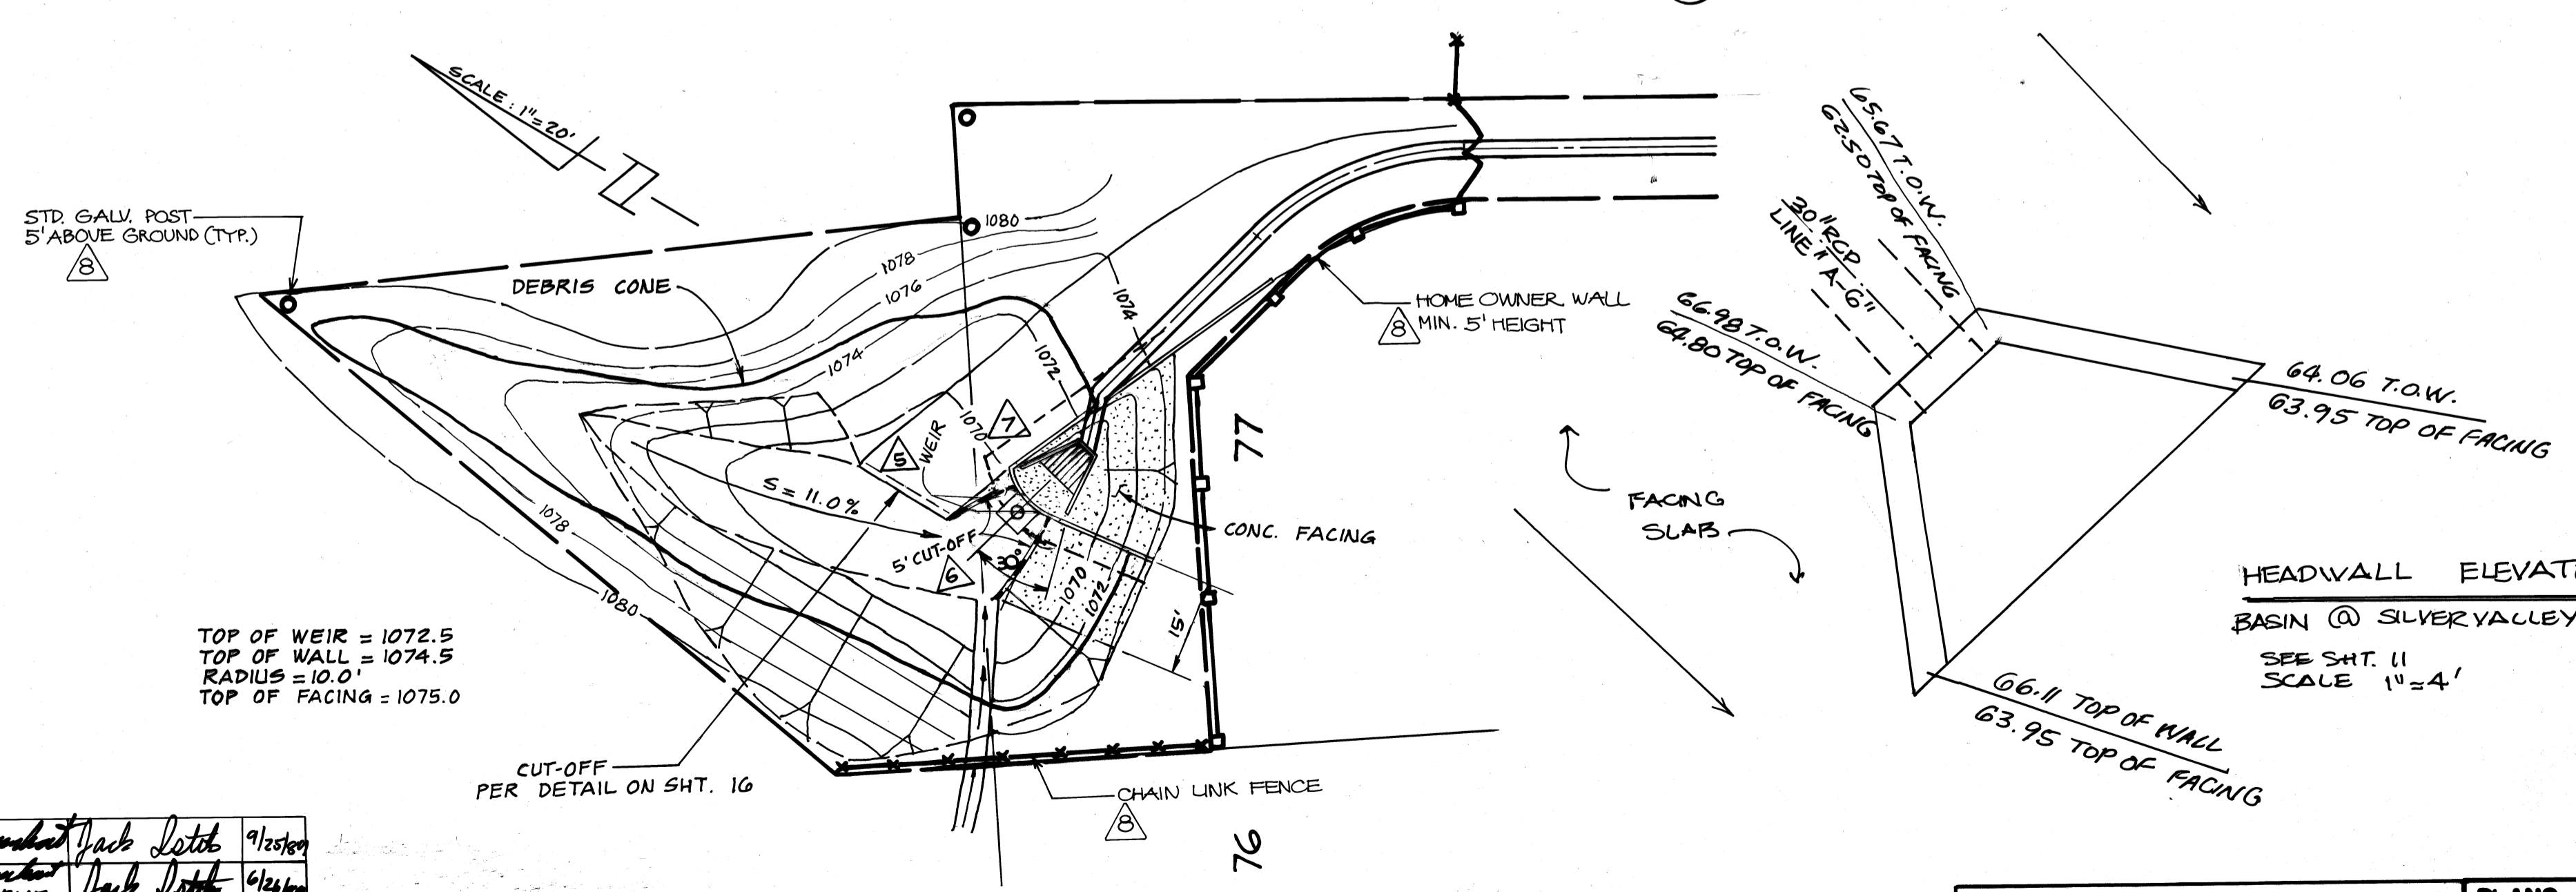 SCALE : 1"=20'
STD. GALV. POST
5' ABOVE GROUND (TYP.)
8
DEBRIS CONE
1080
1078
1076
1074
1074
1072
1070
7
5
WEIR
S = 11.0%
5' CUT-OFF
6
30°
1070
1072
15'
1078
1080
CONC. FACING
HOME OWNER WALL
8 MIN. 5' HEIGHT
77
76
TOP OF WEIR = 1072.5
TOP OF WALL = 1074.5
RADIUS = 10.0'
TOP OF FACING = 1075.0
CUT-OFF
PER DETAIL ON SHT. 16
CHAIN LINK FENCE
8
Jack
9/25/89
Jack
65.67 T.O.W.
62.50 TOP OF FACING
30" RCP
LINE "A-6"
66.98 T.O.W.
64.80 TOP OF FACING
64.06 T.O.W.
63.95 TOP OF FACING
FACING
SLAB
66.11 TOP OF WALL
63.95 TOP OF FACING
HEADWALL ELEVAT
BASIN @ SILVER VALLEY
SEE SHT. 11
SCALE 1"=4'